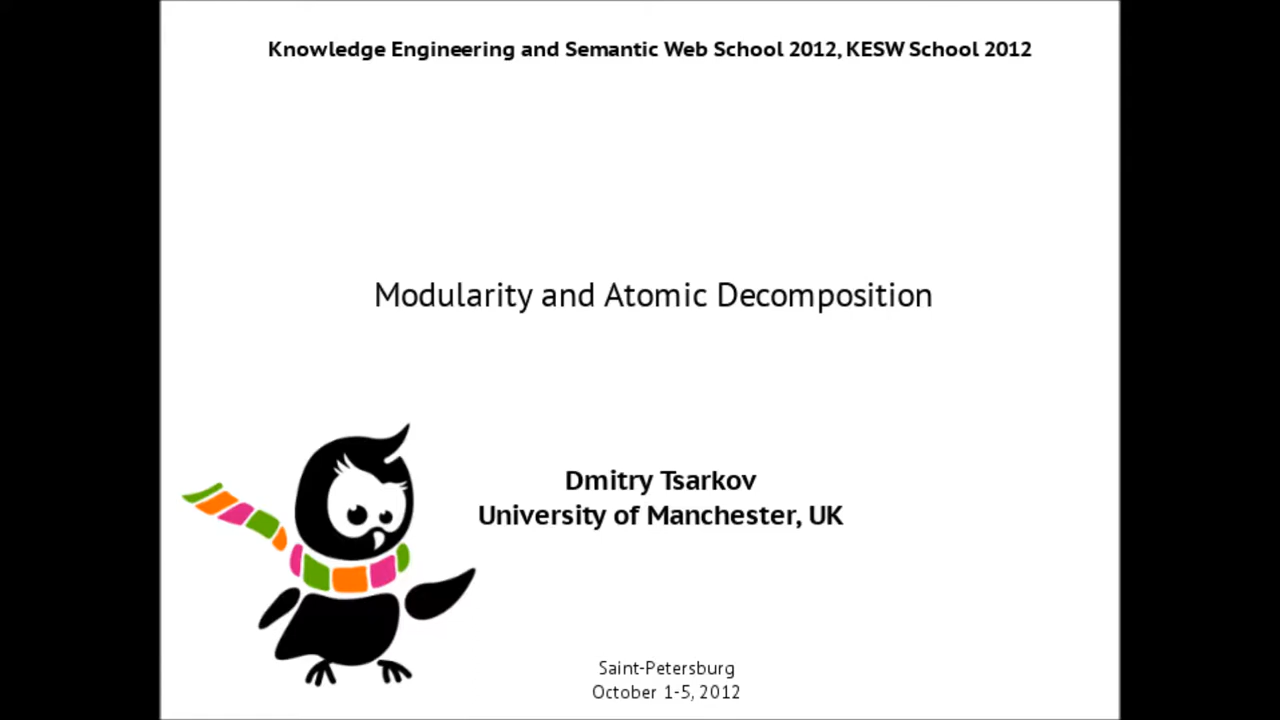 Knowledge Engineering and Semantic Web School 2012, KESW School 2012
Modularity and Atomic Decomposition
Dmitry Tsarkov
University of Manchester, UK
Saint-Petersburg
October 1-5, 2012